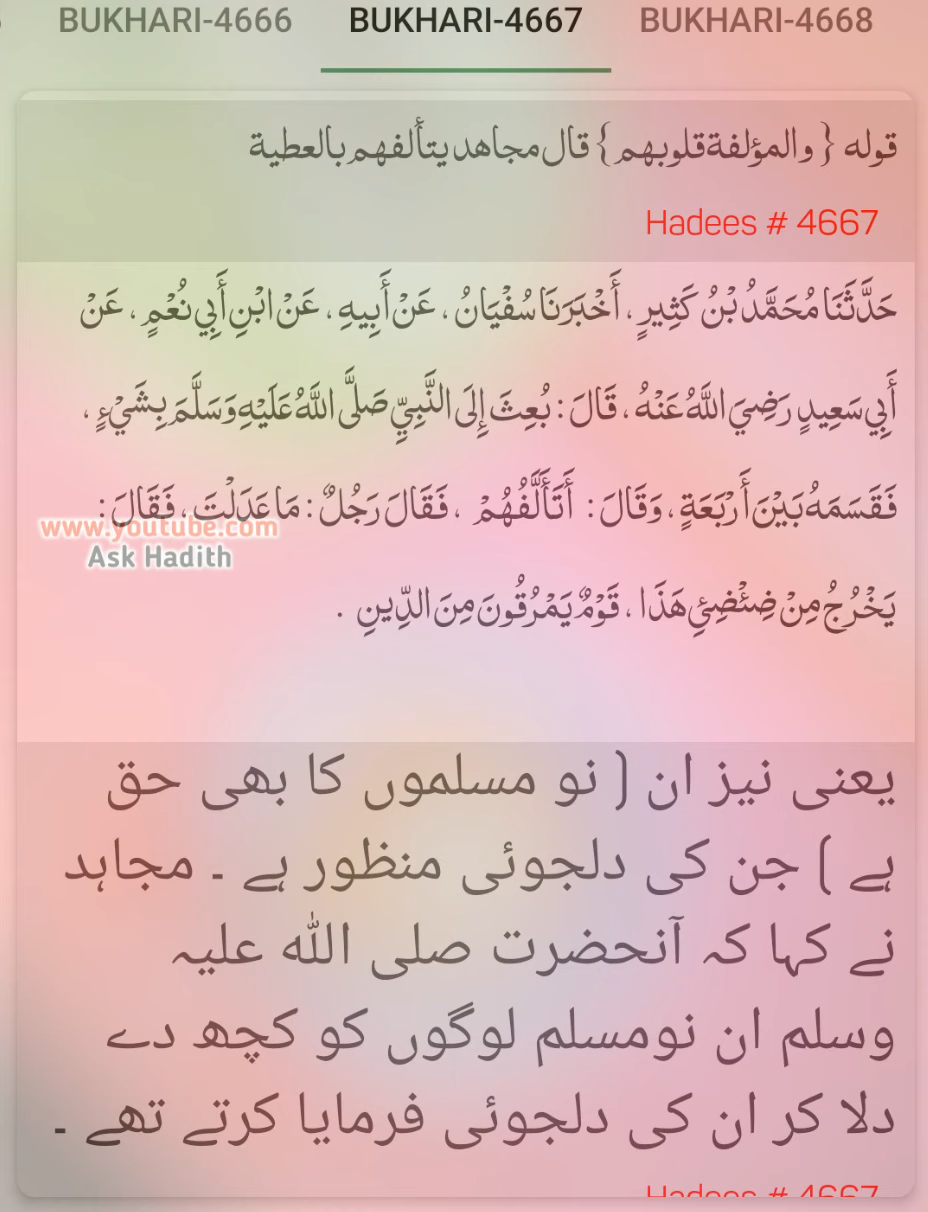 BUKHARI-4666 BUKHARI-4667 BUKHARI-4668
قوله {والمؤلفة قلوبهم} قال مجاهد يتألفهم بالعطية
Hadees # 4667
حَدَّثَنَا مُحَمَّدُ بْنُ كَثِيرٍ ، أَخْبَرَنَا سُفْيَانُ ، عَنْ أَبِيهِ ، عَنْ ابْنِ أَبِي نُعْمٍ ، عَنْ
أَبِي سَعِيدٍ رَضِيَ اللَّهُ عَنْهُ ، قَالَ : بُعِثَ إِلَى النَّبِيِّ صَلَّى اللَّهُ عَلَيْهِ وَسَلَّمَ بِشَيْءٍ ،
فَقَسَمَهُ بَيْنَ أَرْبَعَةٍ ، وَقَالَ : أَتَأَلَّفُهُمْ ، فَقَالَ رَجُلٌ : مَا عَدَلْتَ ، فَقَالَ :
www.youtube.com
Ask Hadith
يَخْرُجُ مِنْ ضِئْضِئِ هَذَا ، قَوْمٌ يَمْرُقُونَ مِنَ الدِّينِ .
یعنی نیز ان ( نو مسلموں کا بھی حق
ہے ) جن کی دلجوئی منظور ہے ۔ مجاہد
نے کہا کہ آنحضرت صلی اللہ علیہ
وسلم ان نومسلم لوگوں کو کچھ دے
دلا کر ان کی دلجوئی فرمایا کرتے تھے ۔
Hadees # 4667